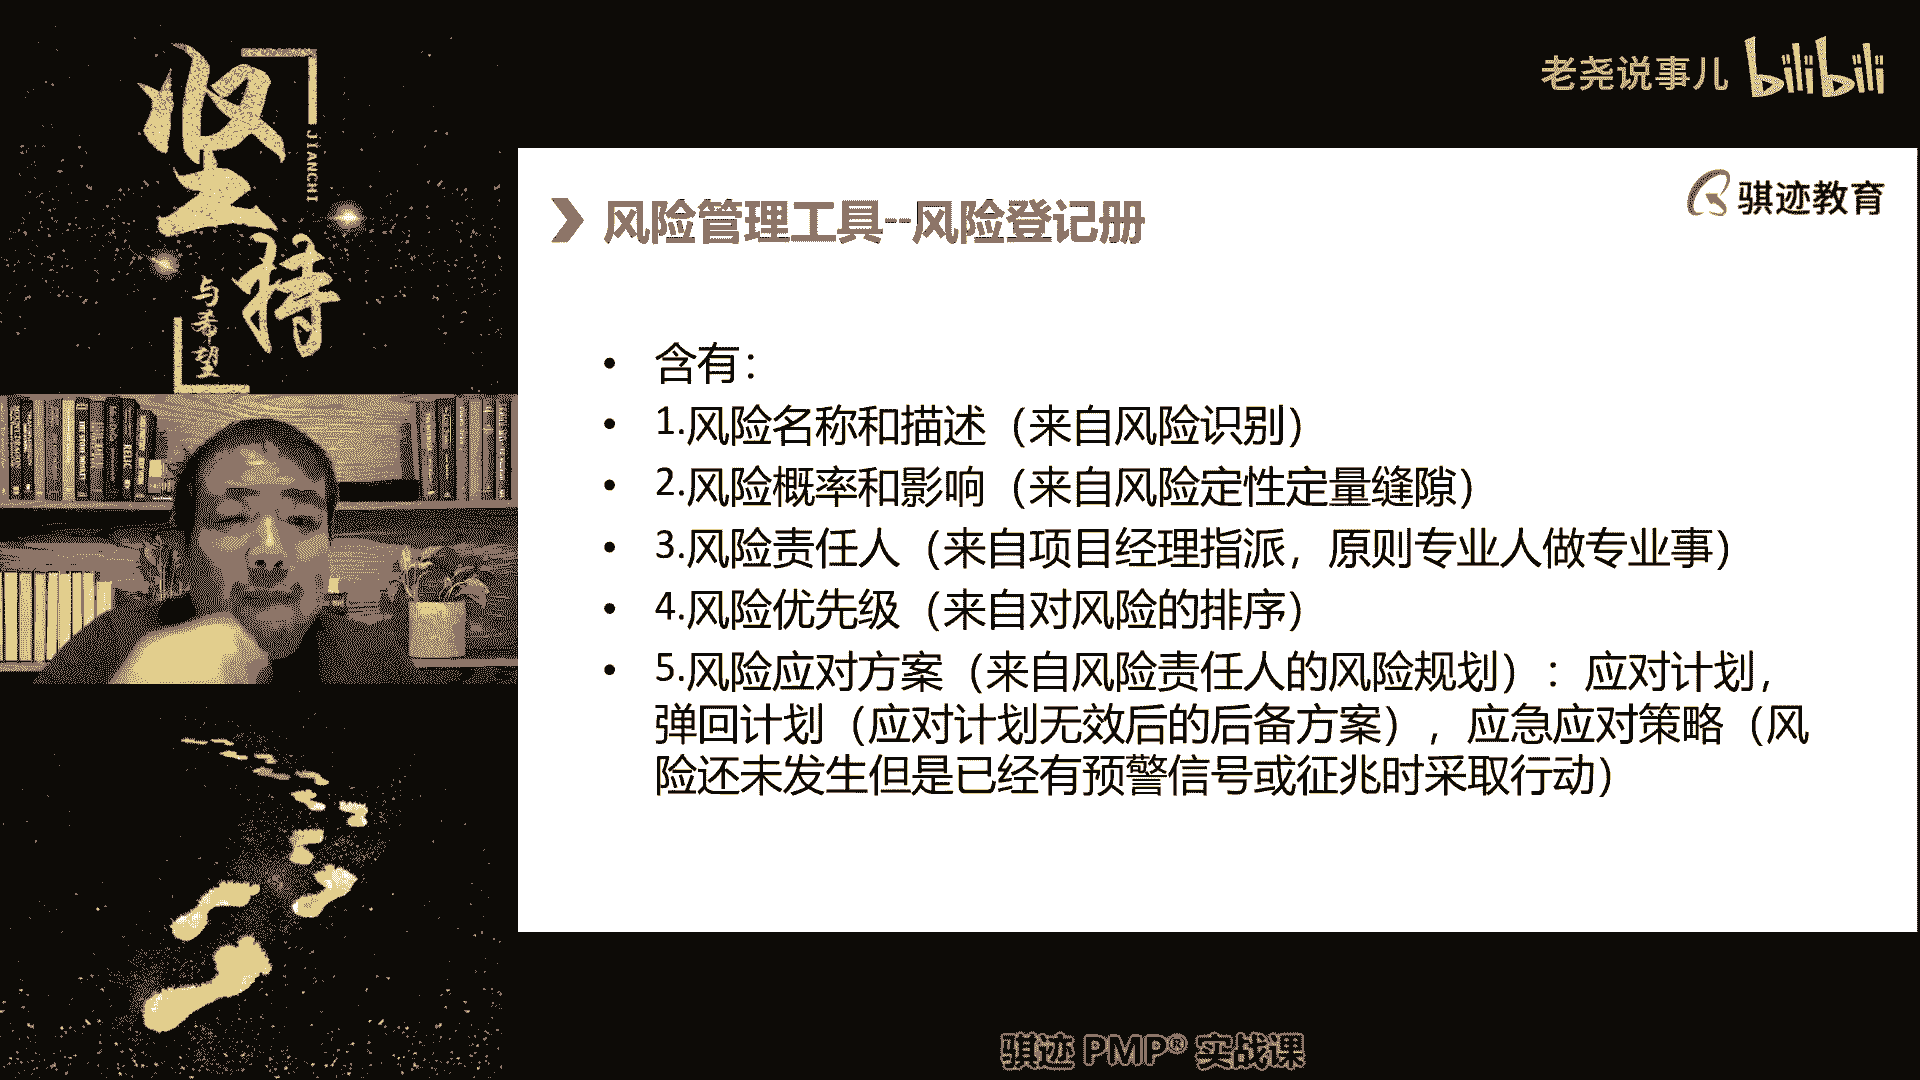 坚持
JIANCHI
与希望
老尧说事儿 bilibili
骐迹教育
风险管理工具--风险登记册
• 含有：
• 1.风险名称和描述（来自风险识别）
• 2.风险概率和影响（来自风险定性定量缝隙）
• 3.风险责任人（来自项目经理指派，原则专业人做专业事）
• 4.风险优先级（来自对风险的排序）
• 5.风险应对方案（来自风险责任人的风险规划）：应对计划，
弹回计划（应对计划无效后的后备方案），应急应对策略（风
险还未发生但是已经有预警信号或征兆时采取行动）
骐迹 PMP® 实战课